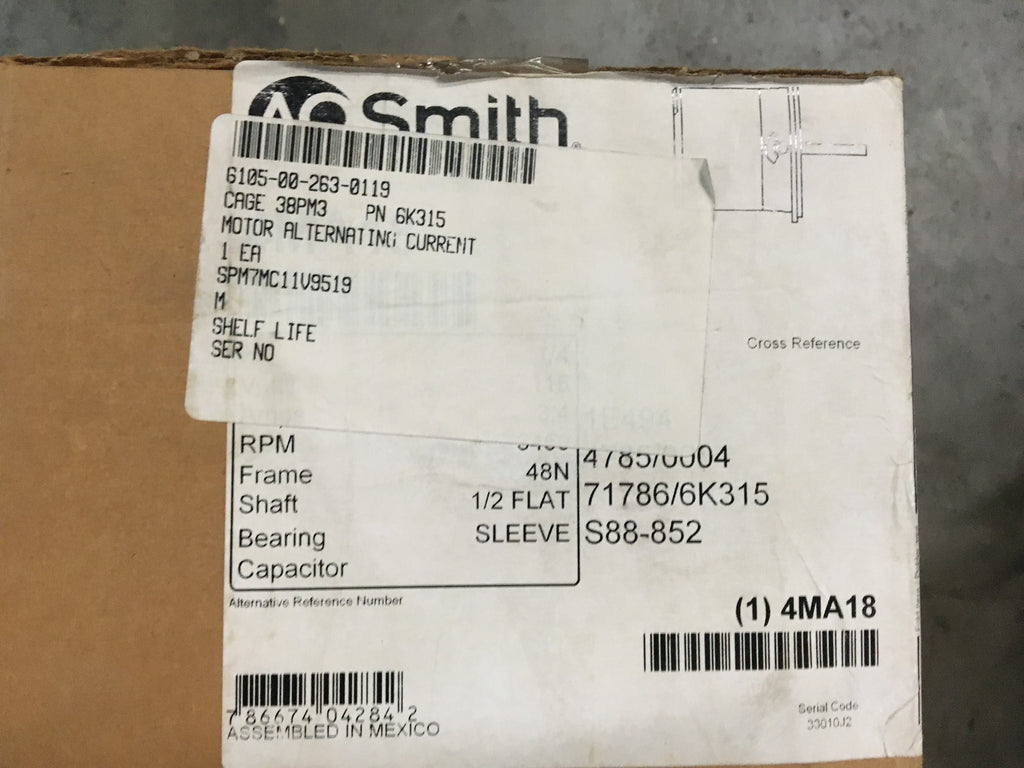 AO Smith
6105-00-263-0119
CAGE 38PM3 PN 6K315
MOTOR ALTERNATING CURRENT
1 EA
SPM7MC11V9519
M
SHELF LIFE
SER NO
Cross Reference
RPM
Frame 48N
Shaft 1/2 FLAT
Bearing SLEEVE
Capacitor
4785/0004
71786/6K315
S88-852
Alternative Reference Number
(1) 4MA18
7 86674 04284 2
ASSEMBLED IN MEXICO
Serial Code
33010J2